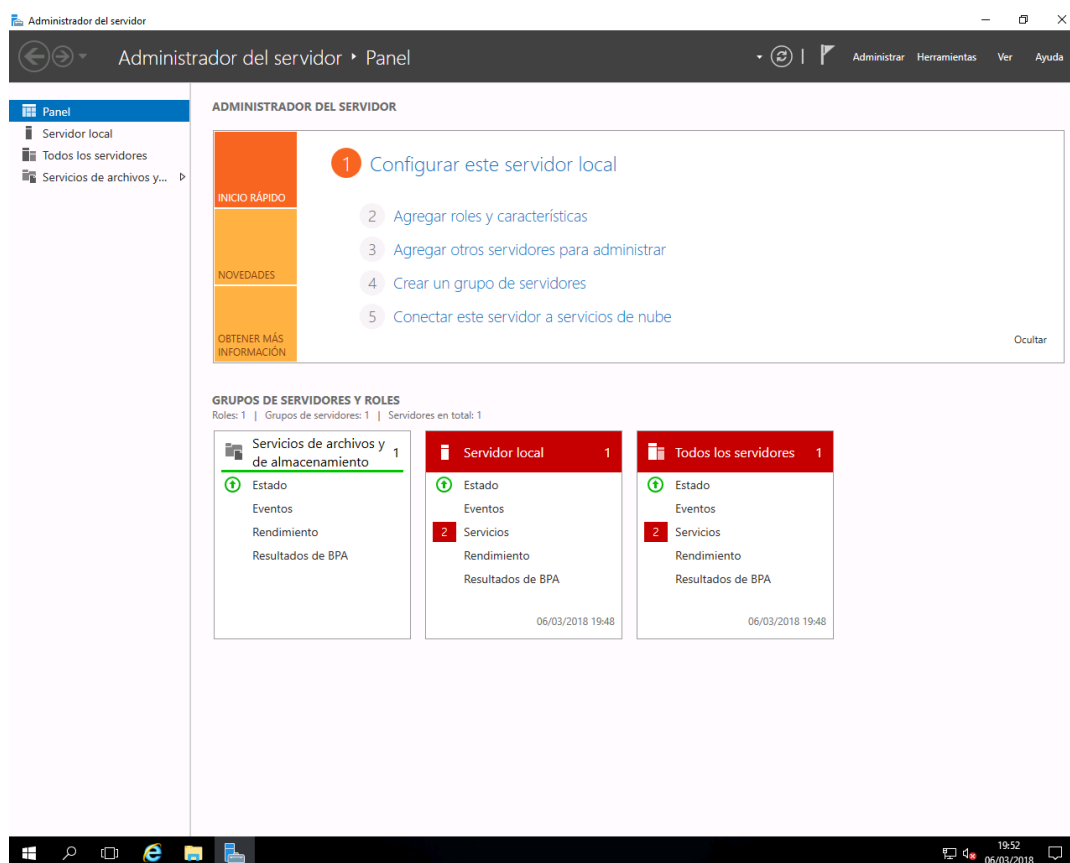 Administrador del servidor
Administrador del servidor ‣ Panel
Administrar Herramientas Ver Ayuda
Panel
Servidor local
Todos los servidores
Servicios de archivos y...
ADMINISTRADOR DEL SERVIDOR
INICIO RÁPIDO
NOVEDADES
OBTENER MÁS
INFORMACIÓN
1 Configurar este servidor local
2 Agregar roles y características
3 Agregar otros servidores para administrar
4 Crear un grupo de servidores
5 Conectar este servidor a servicios de nube
Ocultar
GRUPOS DE SERVIDORES Y ROLES
Roles: 1 | Grupos de servidores: 1 | Servidores en total: 1
Servicios de archivos y
de almacenamiento 1
Estado
Eventos
Rendimiento
Resultados de BPA
Servidor local 1
Estado
Eventos
2 Servicios
Rendimiento
Resultados de BPA
06/03/2018 19:48
Todos los servidores 1
Estado
Eventos
2 Servicios
Rendimiento
Resultados de BPA
06/03/2018 19:48
19:52
06/03/2018